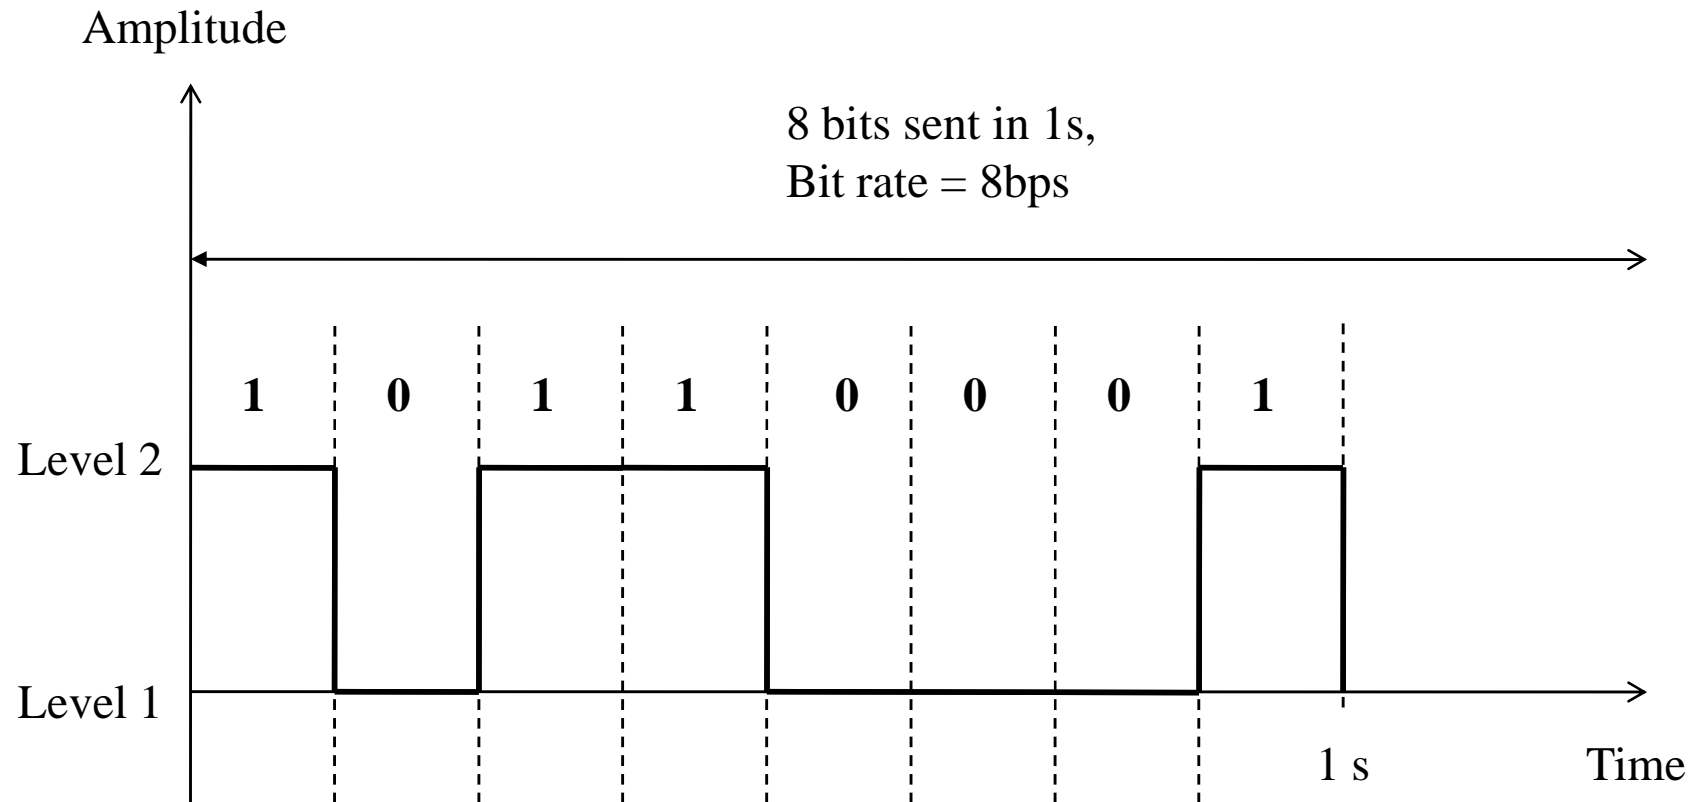 Amplitude
8 bits sent in 1s,
Bit rate = 8bps
1 0 1 1 0 0 0 1
Level 2
Level 1
1 s Time